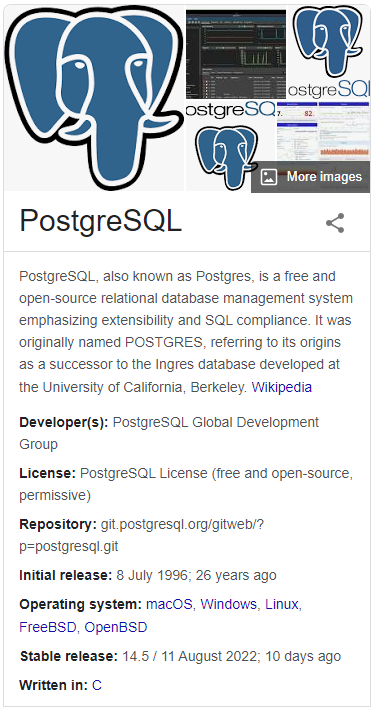 ostgreSQL
ostgreSQ
7. 82.
More images
PostgreSQL
PostgreSQL, also known as Postgres, is a free and
open-source relational database management system
emphasizing extensibility and SQL compliance. It was
originally named POSTGRES, referring to its origins
as a successor to the Ingres database developed at
the University of California, Berkeley. Wikipedia
Developer(s): PostgreSQL Global Development
Group
License: PostgreSQL License (free and open-source,
permissive)
Repository: git.postgresql.org/gitweb/?
p=postgresql.git
Initial release: 8 July 1996; 26 years ago
Operating system: macOS, Windows, Linux,
FreeBSD, OpenBSD
Stable release: 14.5 / 11 August 2022; 10 days ago
Written in: C